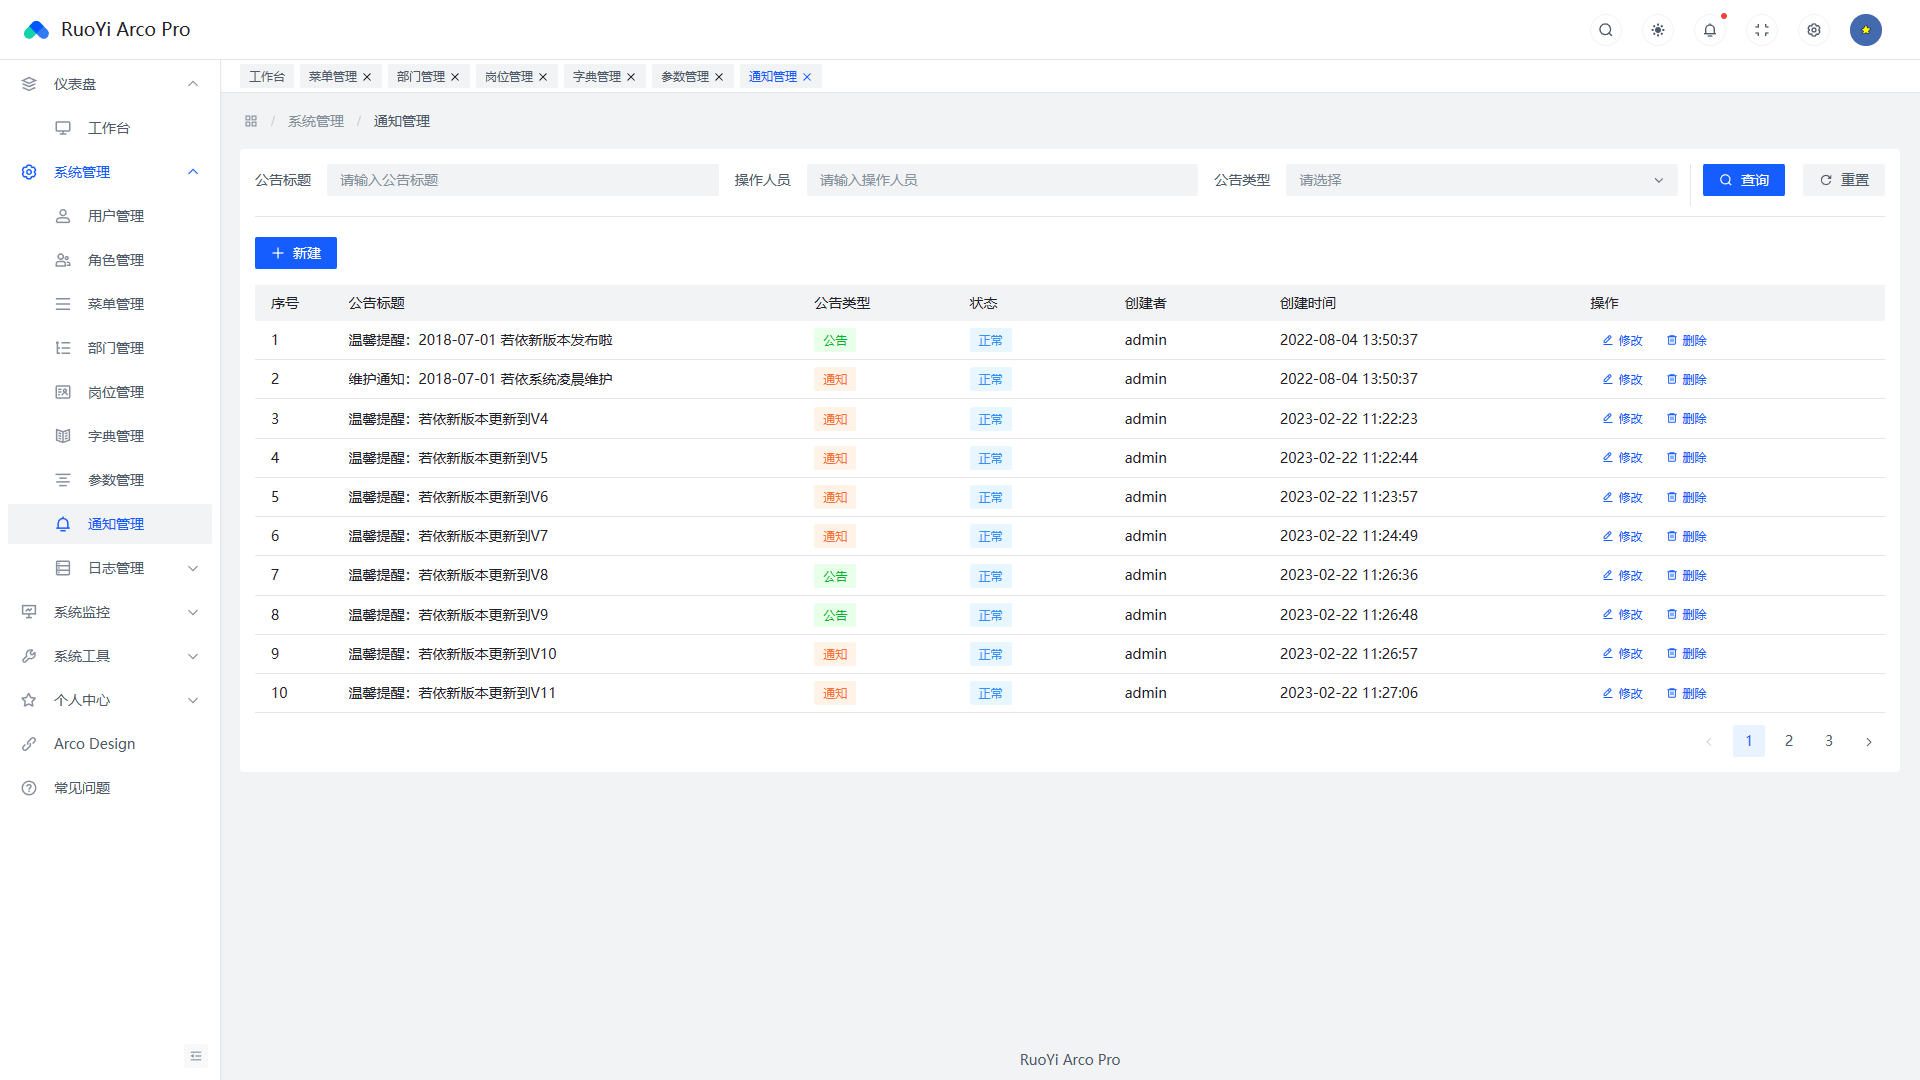 RuoYi Arco Pro
仪表盘
工作台
系统管理
用户管理
角色管理
菜单管理
部门管理
岗位管理
字典管理
参数管理
通知管理
日志管理
系统监控
系统工具
个人中心
Arco Design
常见问题
工作台 菜单管理 部门管理 岗位管理 字典管理 参数管理 通知管理
/ 系统管理 / 通知管理
公告标题 请输入公告标题 操作人员 请输入操作人员 公告类型 请选择 查询 重置
新建
序号 公告标题 公告类型 状态 创建者 创建时间 操作
1 温馨提醒：2018-07-01 若依新版本发布啦 公告 正常 admin 2022-08-04 13:50:37 修改 删除
2 维护通知：2018-07-01 若依系统凌晨维护 通知 正常 admin 2022-08-04 13:50:37 修改 删除
3 温馨提醒：若依新版本更新到V4 通知 正常 admin 2023-02-22 11:22:23 修改 删除
4 温馨提醒：若依新版本更新到V5 通知 正常 admin 2023-02-22 11:22:44 修改 删除
5 温馨提醒：若依新版本更新到V6 通知 正常 admin 2023-02-22 11:23:57 修改 删除
6 温馨提醒：若依新版本更新到V7 通知 正常 admin 2023-02-22 11:24:49 修改 删除
7 温馨提醒：若依新版本更新到V8 公告 正常 admin 2023-02-22 11:26:36 修改 删除
8 温馨提醒：若依新版本更新到V9 公告 正常 admin 2023-02-22 11:26:48 修改 删除
9 温馨提醒：若依新版本更新到V10 通知 正常 admin 2023-02-22 11:26:57 修改 删除
10 温馨提醒：若依新版本更新到V11 通知 正常 admin 2023-02-22 11:27:06 修改 删除
1 2 3
RuoYi Arco Pro